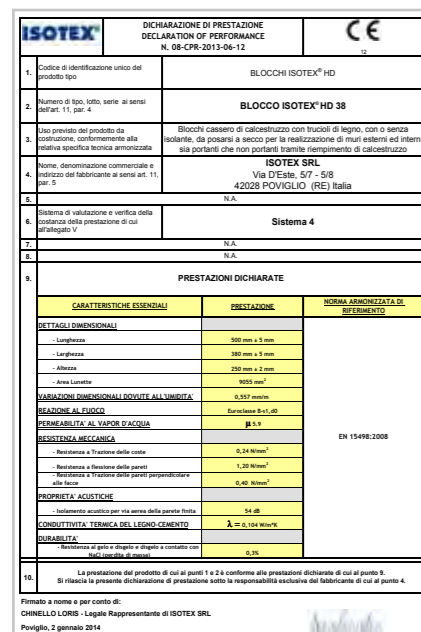 ISOTEX®
DICHIARAZIONE DI PRESTAZIONE
DECLARATION OF PERFORMANCE
N. 08-CPR-2013-06-12
CE
12
1. Codice di identificazione unico del prodotto tipo
BLOCCHI ISOTEX® HD
2. Numero di tipo, lotto, serie ai sensi dell'art. 11, par. 4
BLOCCO ISOTEX® HD 38
3. Uso previsto del prodotto da costruzione, conformemente alla relativa specifica tecnica armonizzata
Blocchi cassero di calcestruzzo con trucioli di legno, con o senza
isolante, da posarsi a secco per la realizzazione di muri esterni ed interni
sia portanti che non portanti tramite riempimento di calcestruzzo
4. Nome, denominazione commerciale e indirizzo del fabbricante ai sensi art. 11, par. 5
ISOTEX SRL
Via D'Este, 5/7 - 5/8
42028 POVIGLIO (RE) Italia
5. N.A.
6. Sistema di valutazione e verifica della costanza della prestazione di cui all'allegato V
Sistema 4
7. N.A.
8. N.A.
9. PRESTAZIONI DICHIARATE
CARATTERISTICHE ESSENZIALI PRESTAZIONE NORMA ARMONIZZATA DI RIFERIMENTO
DETTAGLI DIMENSIONALI
- Lunghezza 500 mm ± 5 mm
- Larghezza 380 mm ± 5 mm
- Altezza 250 mm ± 2 mm
- Area Lunette 9055 mm²
VARIAZIONI DIMENSIONALI DOVUTE ALL'UMIDITA' 0,557 mm/m
REAZIONE AL FUOCO Euroclasse B-s1,d0
PERMEABILITA' AL VAPOR D'ACQUA µ 5.9
RESISTENZA MECCANICA
EN 15498:2008
- Resistenza a Trazione delle coste 0,24 N/mm²
- Resistenza a flessione delle pareti 1,20 N/mm²
- Resistenza a Trazione delle pareti perpendicolare alle facce 0,40 N/mm²
PROPRIETA' ACUSTICHE
- Isolamento acustico per via aerea della parete finita 54 dB
CONDUTTIVITA' TERMICA DEL LEGNO-CEMENTO λ = 0,104 W/m*K
DURABILITA'
- Resistenza al gelo e disgelo e disgelo a contatto con NaCl (perdita di massa) 0,3%
10. La prestazione del prodotto di cui ai punti 1 e 2 è conforme alle prestazioni dichiarate di cui al punto 9.
Si rilascia la presente dichiarazione di prestazione sotto la responsabilità esclusiva del fabbricante di cui al punto 4.
Firmato a nome e per conto di:
CHINELLO LORIS - Legale Rappresentante di ISOTEX SRL
Poviglio, 2 gennaio 2014